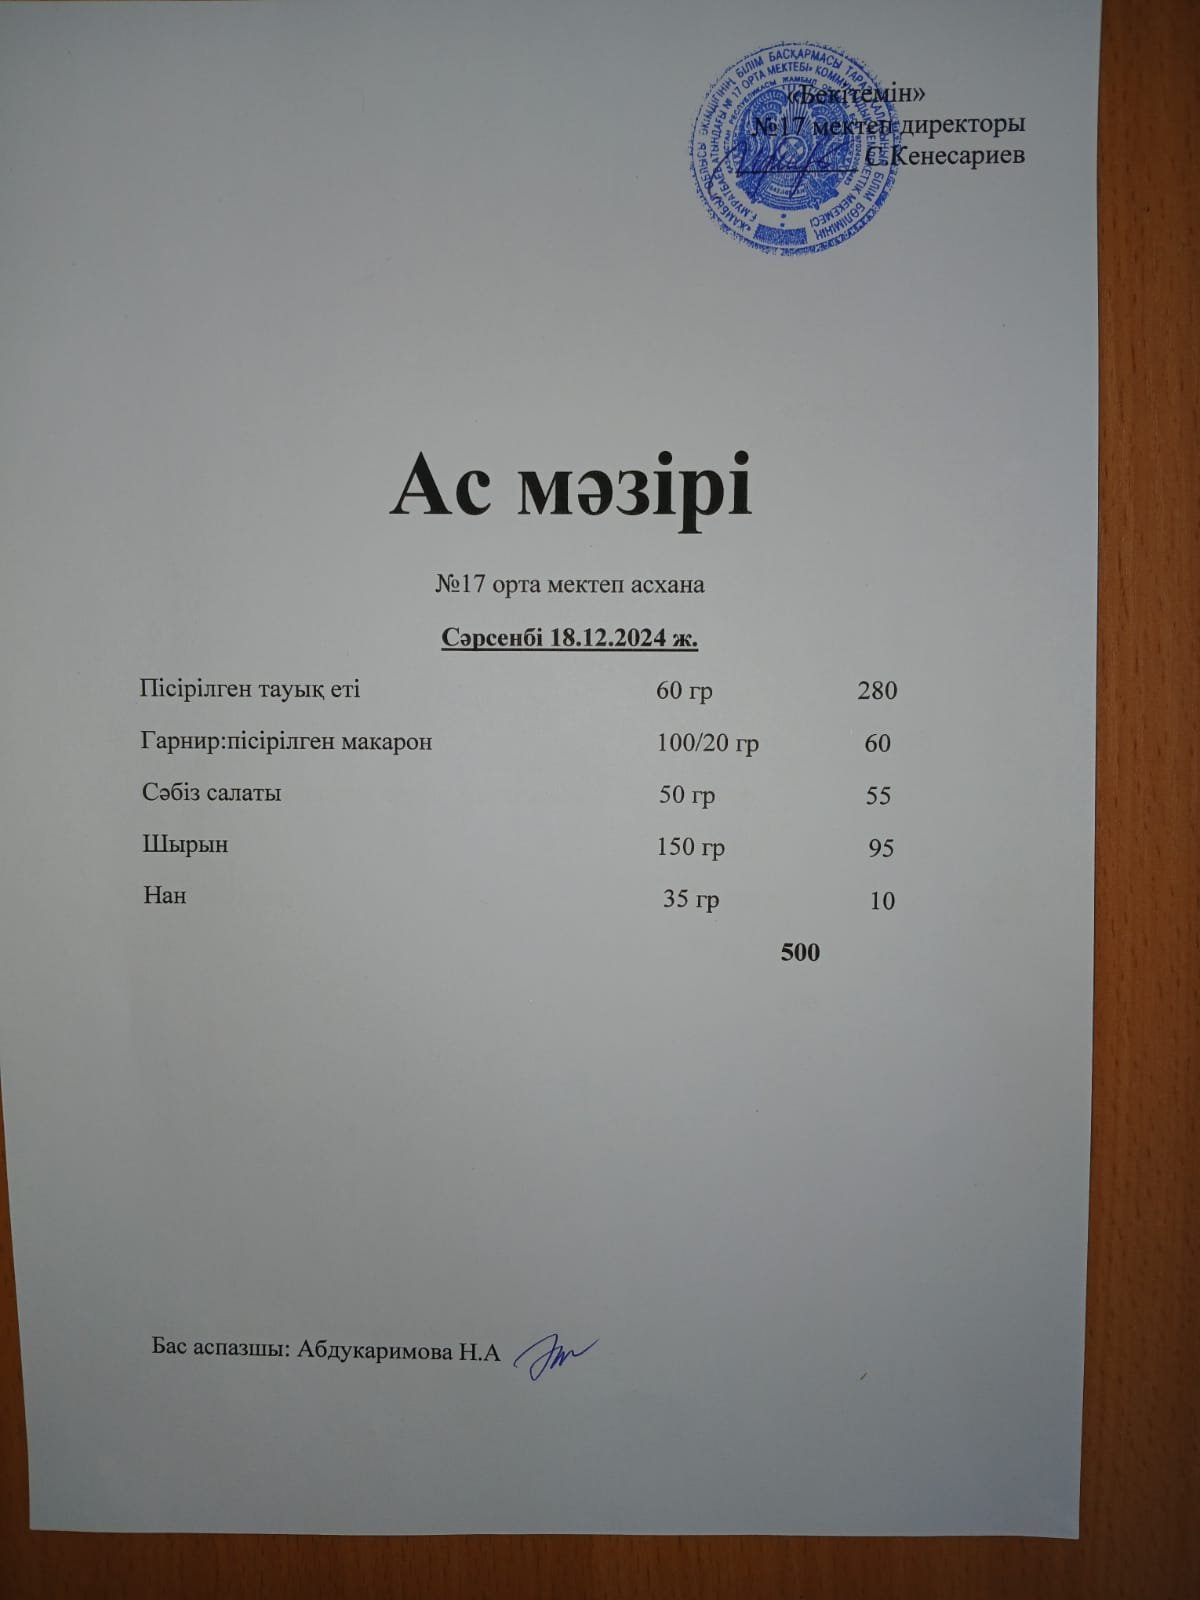 «Бекітемін»
№17 мектеп директоры
С.Кенесариев
Ас мәзірі
№17 орта мектеп асхана
Сәрсенбі 18.12.2024 ж.
Пісірілген тауық еті 60 гр 280
Гарнир:пісірілген макарон 100/20 гр 60
Сәбіз салаты 50 гр 55
Шырын 150 гр 95
Нан 35 гр 10
500
Бас аспазшы: Абдукаримова Н.А